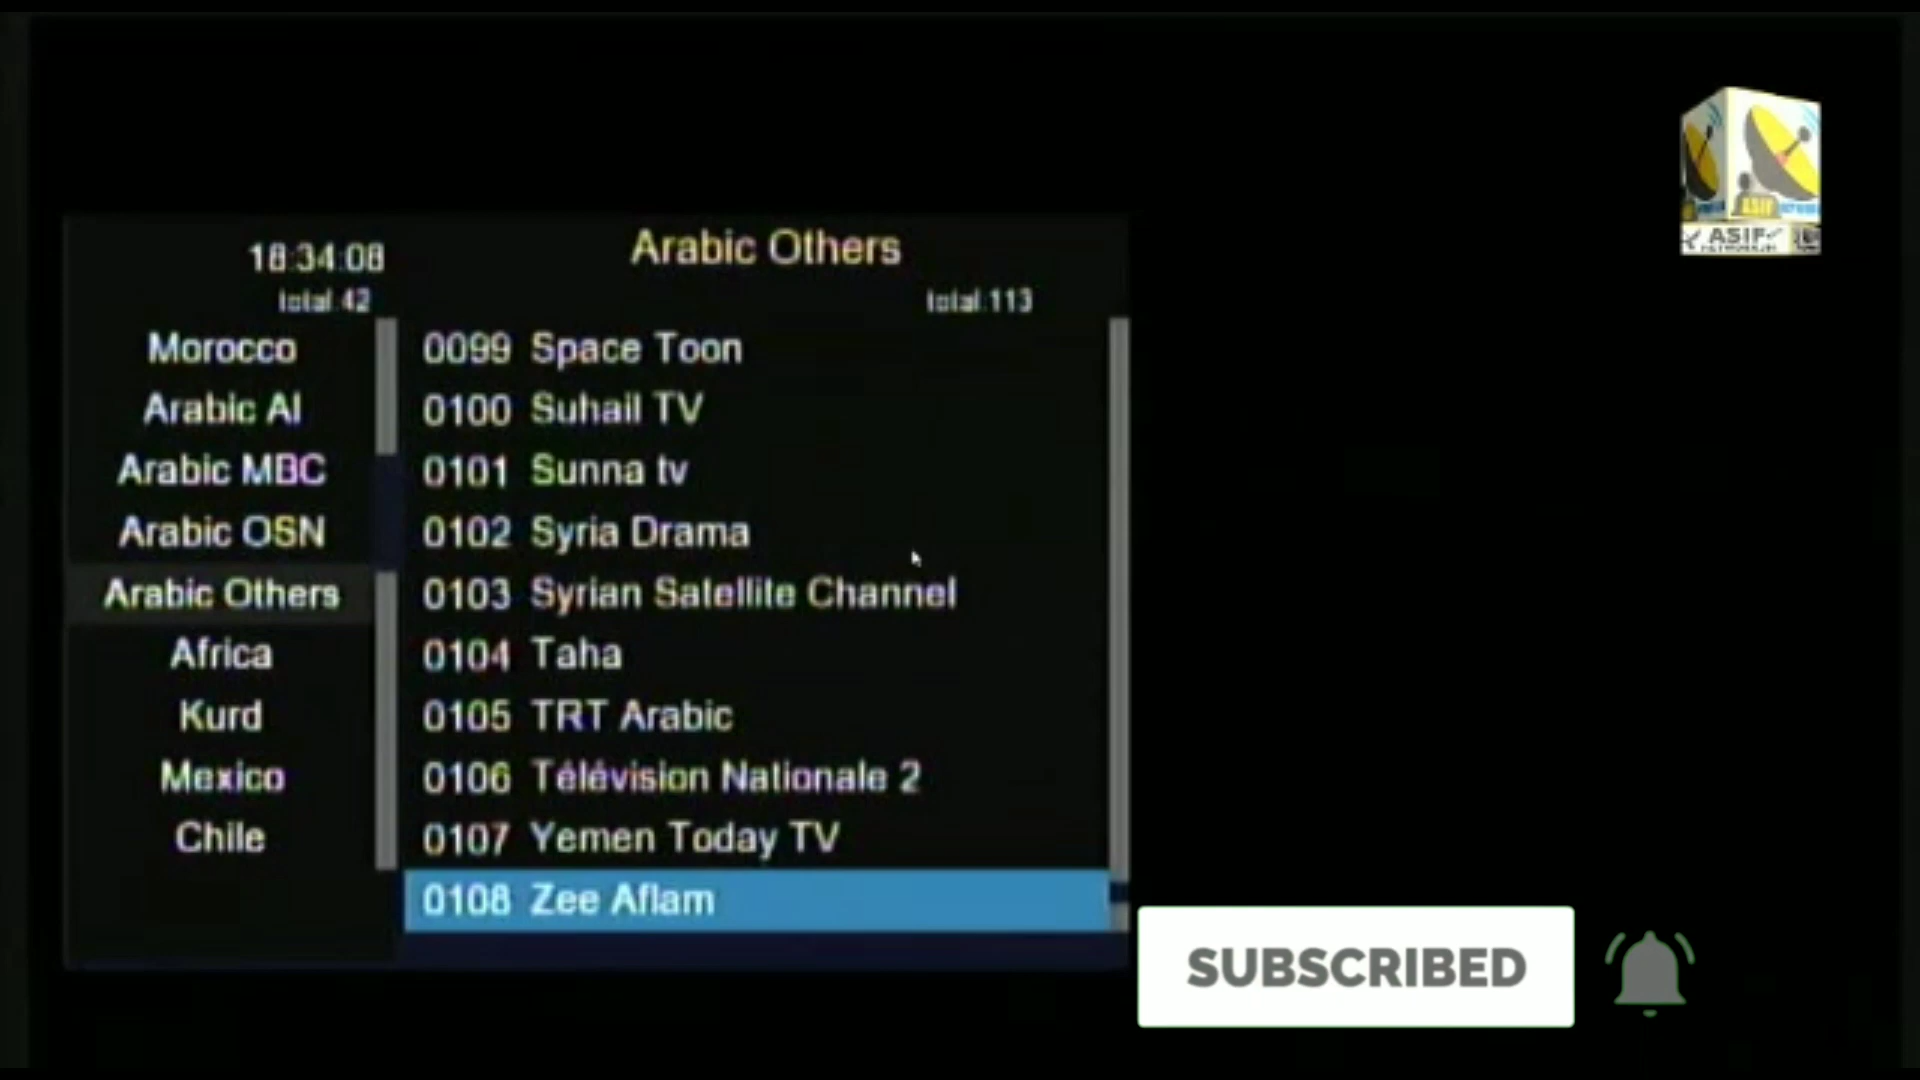 18:34:08
total:42
Arabic Others
total:113
Morocco
Arabic Al
Arabic MBC
Arabic OSN
Arabic Others
Africa
Kurd
Mexico
Chile
0099 Space Toon
0100 Suhail TV
0101 Sunna tv
0102 Syria Drama
0103 Syrian Satellite Channel
0104 Taha
0105 TRT Arabic
0106 Télévision Nationale 2
0107 Yemen Today TV
0108 Zee Aflam
ASIF
ASIF
SUBSCRIBED